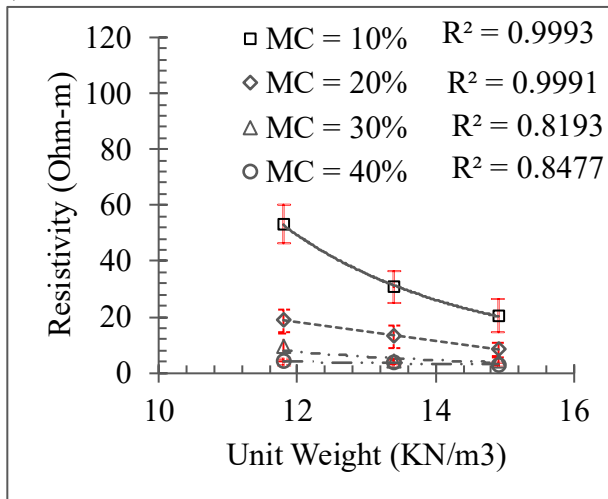 120
100
80
60
40
20
0
Resistivity (Ohm-m)
MC = 10% R² = 0.9993
MC = 20% R² = 0.9991
MC = 30% R² = 0.8193
MC = 40% R² = 0.8477
10 12 14 16
Unit Weight (KN/m3)